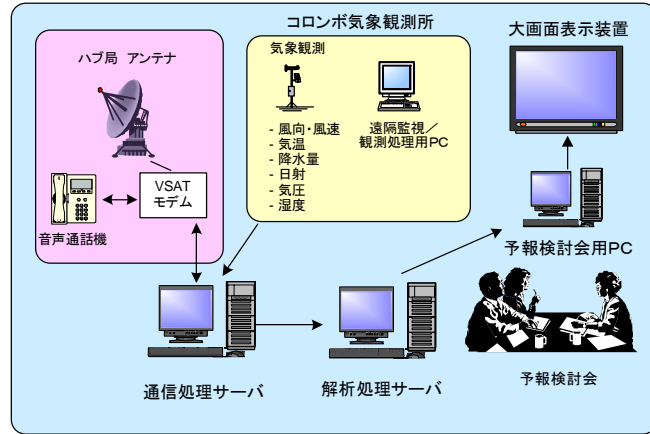 コロンボ気象観測所
大画面表示装置
ハブ局 アンテナ
気象観測
遠隔監視／
観測処理用PC
- 風向・風速
- 気温
- 降水量
- 日射
- 気圧
- 湿度
VSAT
モデム
音声通話機
予報検討会用PC
通信処理サーバ
解析処理サーバ
予報検討会